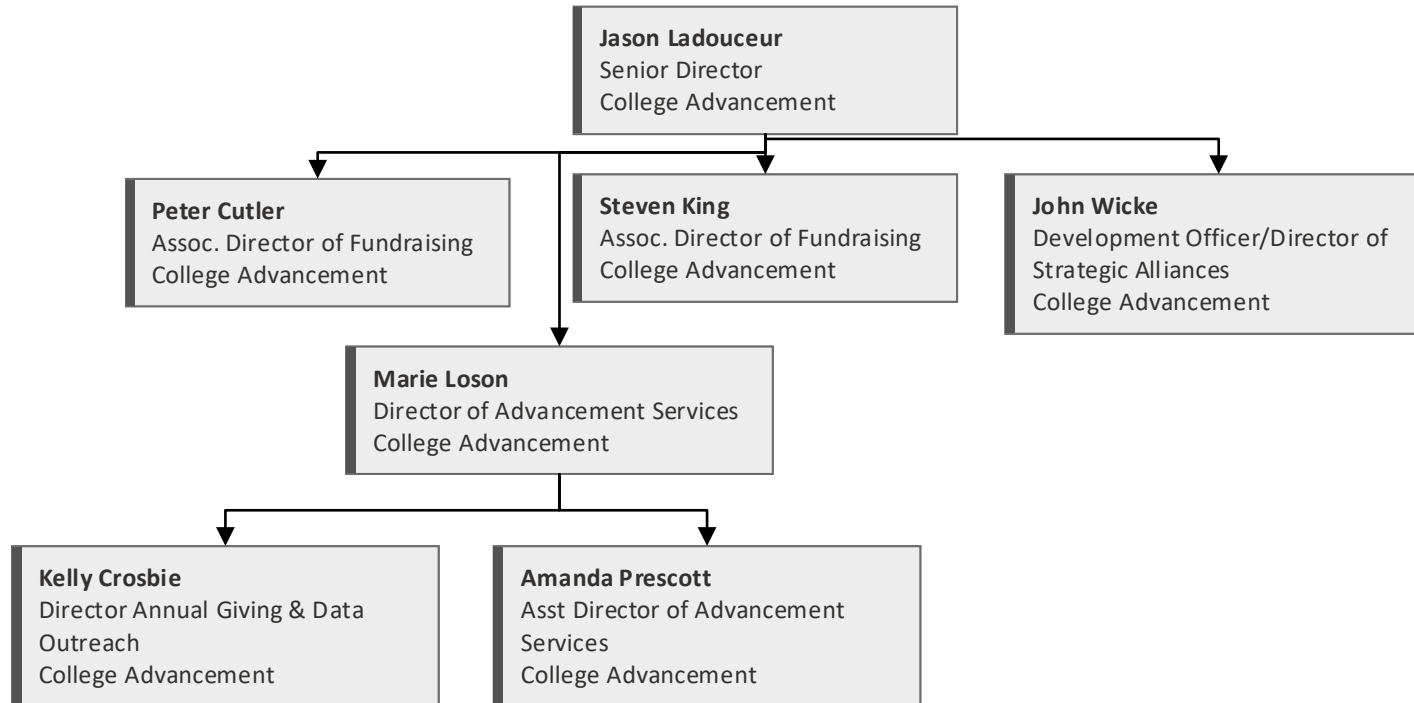 Jason Ladouceur
Senior Director
College Advancement
Peter Cutler
Assoc. Director of Fundraising
College Advancement
Steven King
Assoc. Director of Fundraising
College Advancement
John Wicke
Development Officer/Director of
Strategic Alliances
College Advancement
Marie Loson
Director of Advancement Services
College Advancement
Kelly Crosbie
Director Annual Giving & Data
Outreach
College Advancement
Amanda Prescott
Asst Director of Advancement
Services
College Advancement